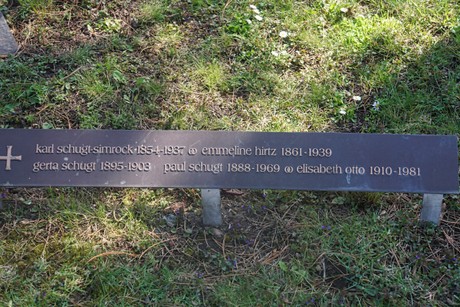 karl schugt-simrock 1854-1937 ∞ emmeline hirtz 1861-1939
gerta schugt 1895-1903 paul schugt 1888-1969 ∞ elisabeth otto 1910-1981